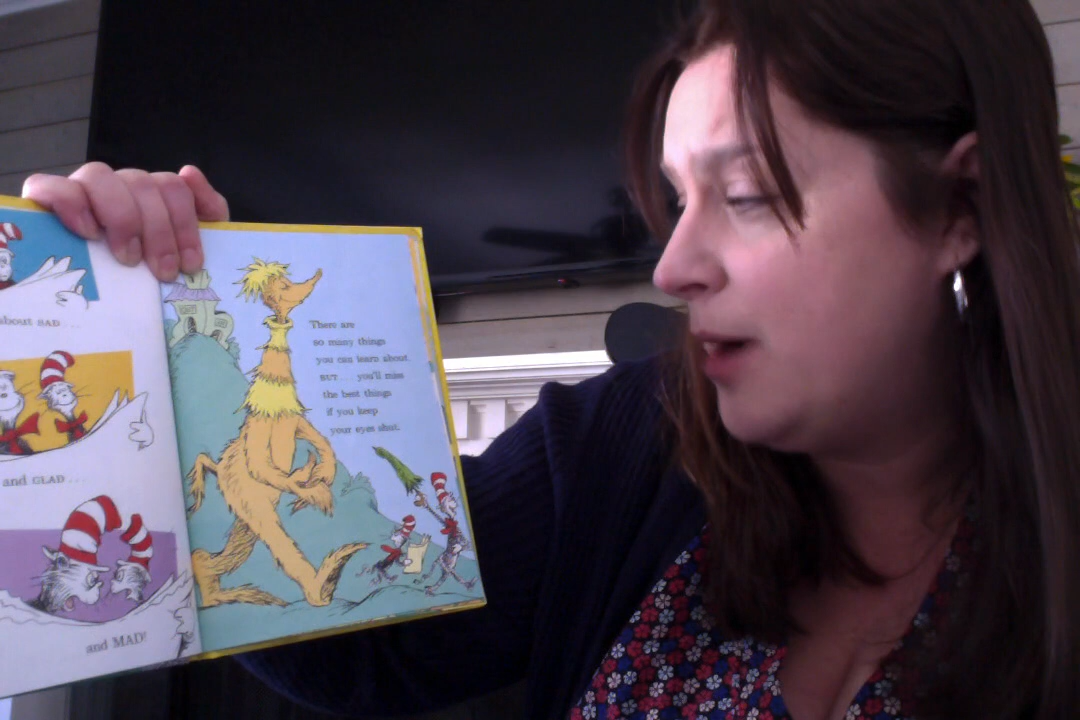 about SAD . . .
and GLAD . . .
and MAD!
There are
so many things
you can learn about.
BUT . . . you'll miss
the best things
if you keep
your eyes shut.